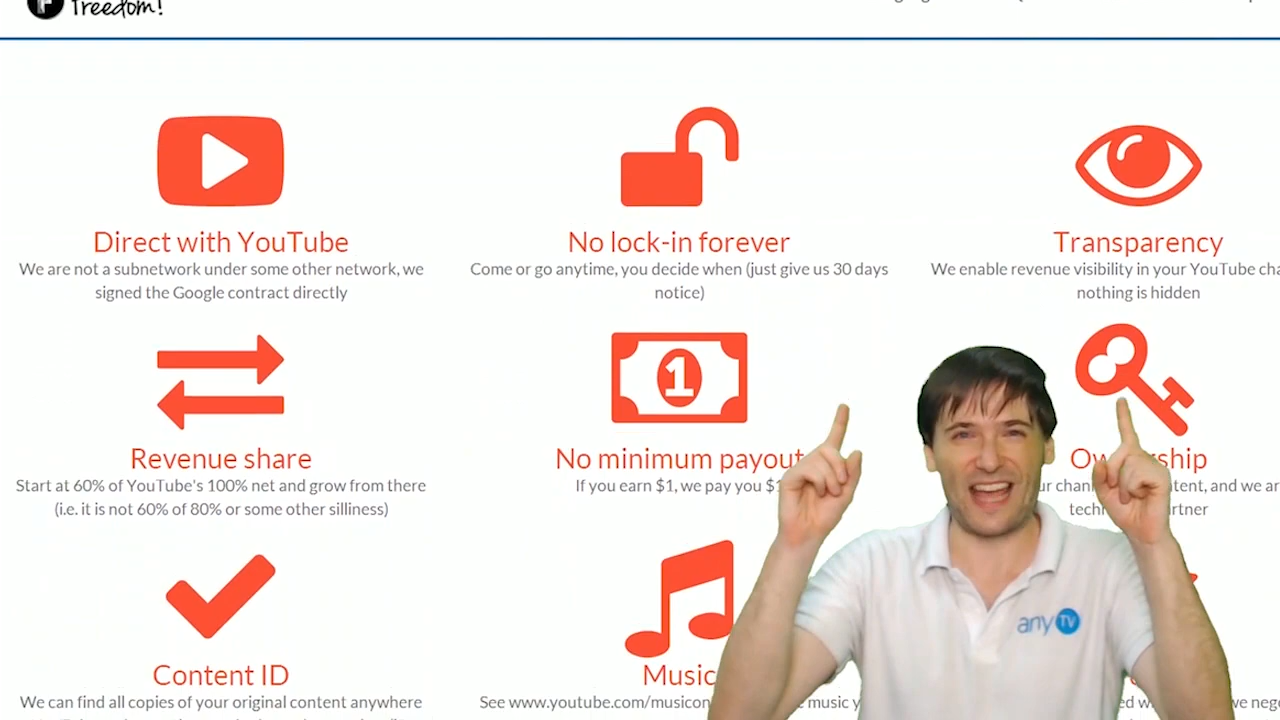 freedom!
Direct with YouTube
We are not a subnetwork under some other network, we
signed the Google contract directly
No lock-in forever
Come or go anytime, you decide when (just give us 30 days
notice)
Transparency
We enable revenue visibility in your YouTube
nothing is hidden
Revenue share
Start at 60% of YouTube's 100% net and grow from there
(i.e. it is not 60% of 80% or some other silliness)
1
No minimum payout
If you earn $1, we pay you
content, and we
Content ID
We can find all copies of your original content anywhere
Music
See music
any TV